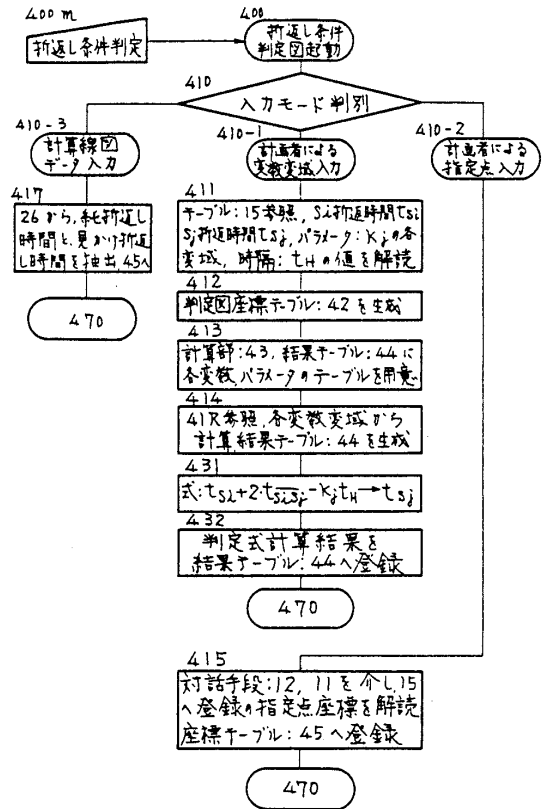 400m
折返し条件判定
400
折返し条件
判定図起動
410
入力モード判別
410-3
計算線図
データ入力
410-1
計画者による
変数変域入力
410-2
計画者による
指定点入力
417
26から,純折返し
時間と,見かけ折返
し時間を抽出,45へ
470
411
テーブル:15参照, Si折返時間tsi
Sj折返時間tsj, パラメータ:Kjの各
変域, 時隔:tHの値を解読
412
判定図座標テーブル:42を生成
413
計算部:43, 結果テーブル:44に
各変数,パラメータのテーブルを用意
414
41R参照,各変数変域から
計算結果テーブル:44を生成
431
式:tSi+2・tSiSj-KjtH→tSj
432
判定式計算結果を
結果テーブル:44へ登録
470
415
対話手段:12, 11を介し,15
へ登録の指定点座標を解読
座標テーブル:45へ登録
470